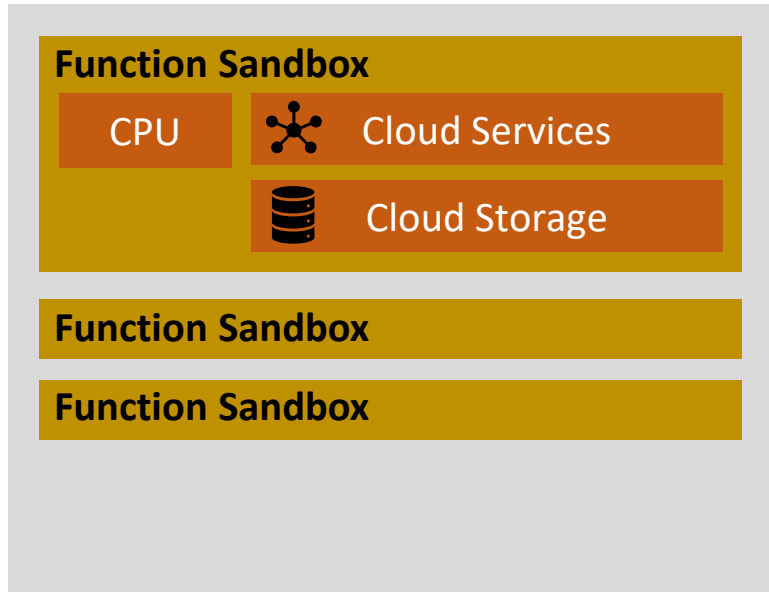 Function Sandbox
CPU
Cloud Services
Cloud Storage
Function Sandbox
Function Sandbox